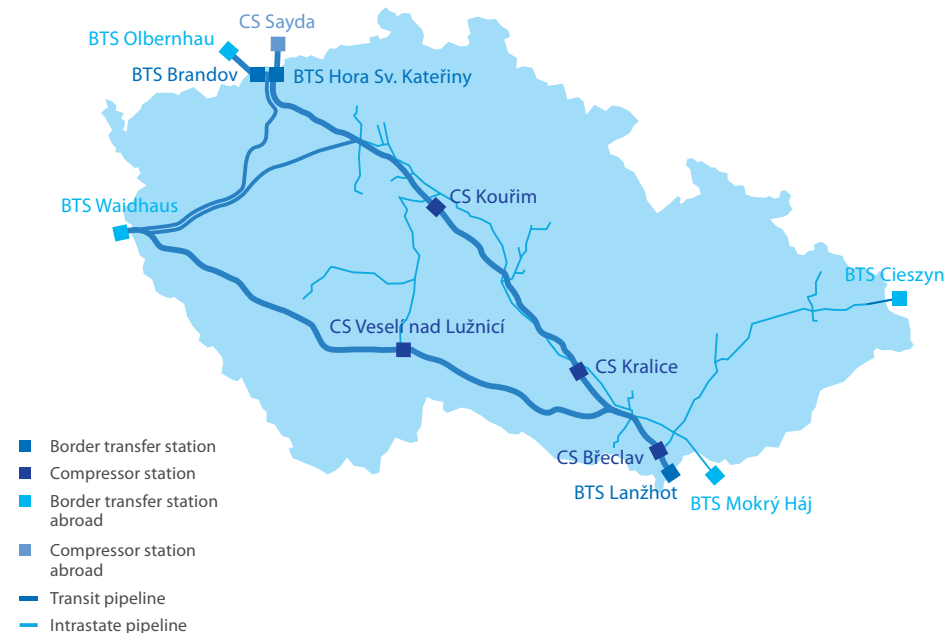 CS Sayda
BTS Olbernhau
BTS Brandov
BTS Hora Sv. Kateřiny
CS Kouřim
BTS Waidhaus
BTS Cieszyn
CS Veselí nad Lužnicí
CS Kralice
CS Břeclav
BTS Lanžhot
BTS Mokrý Háj
Border transfer station
Compressor station
Border transfer station
abroad
Compressor station
abroad
Transit pipeline
Intrastate pipeline